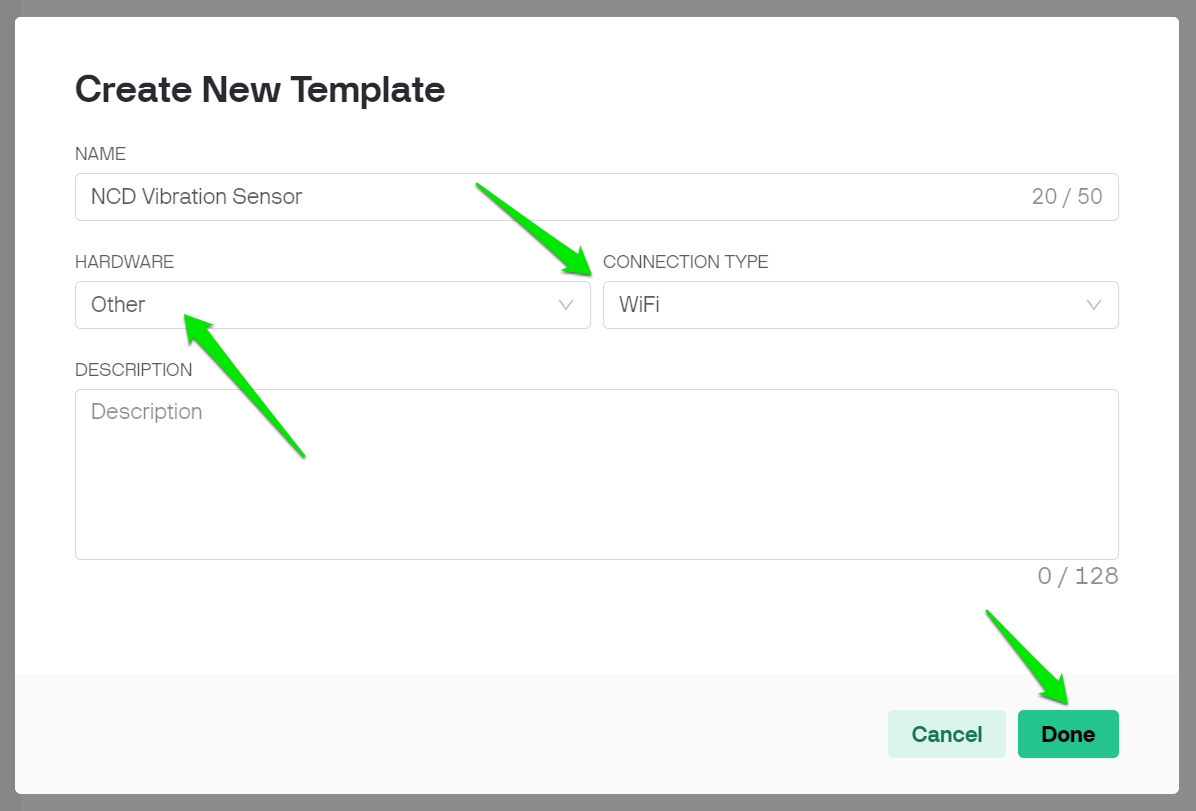 Create New Template
NAME
NCD Vibration Sensor 20 / 50
HARDWARE CONNECTION TYPE
Other WiFi
DESCRIPTION
Description
0 / 128
Cancel Done